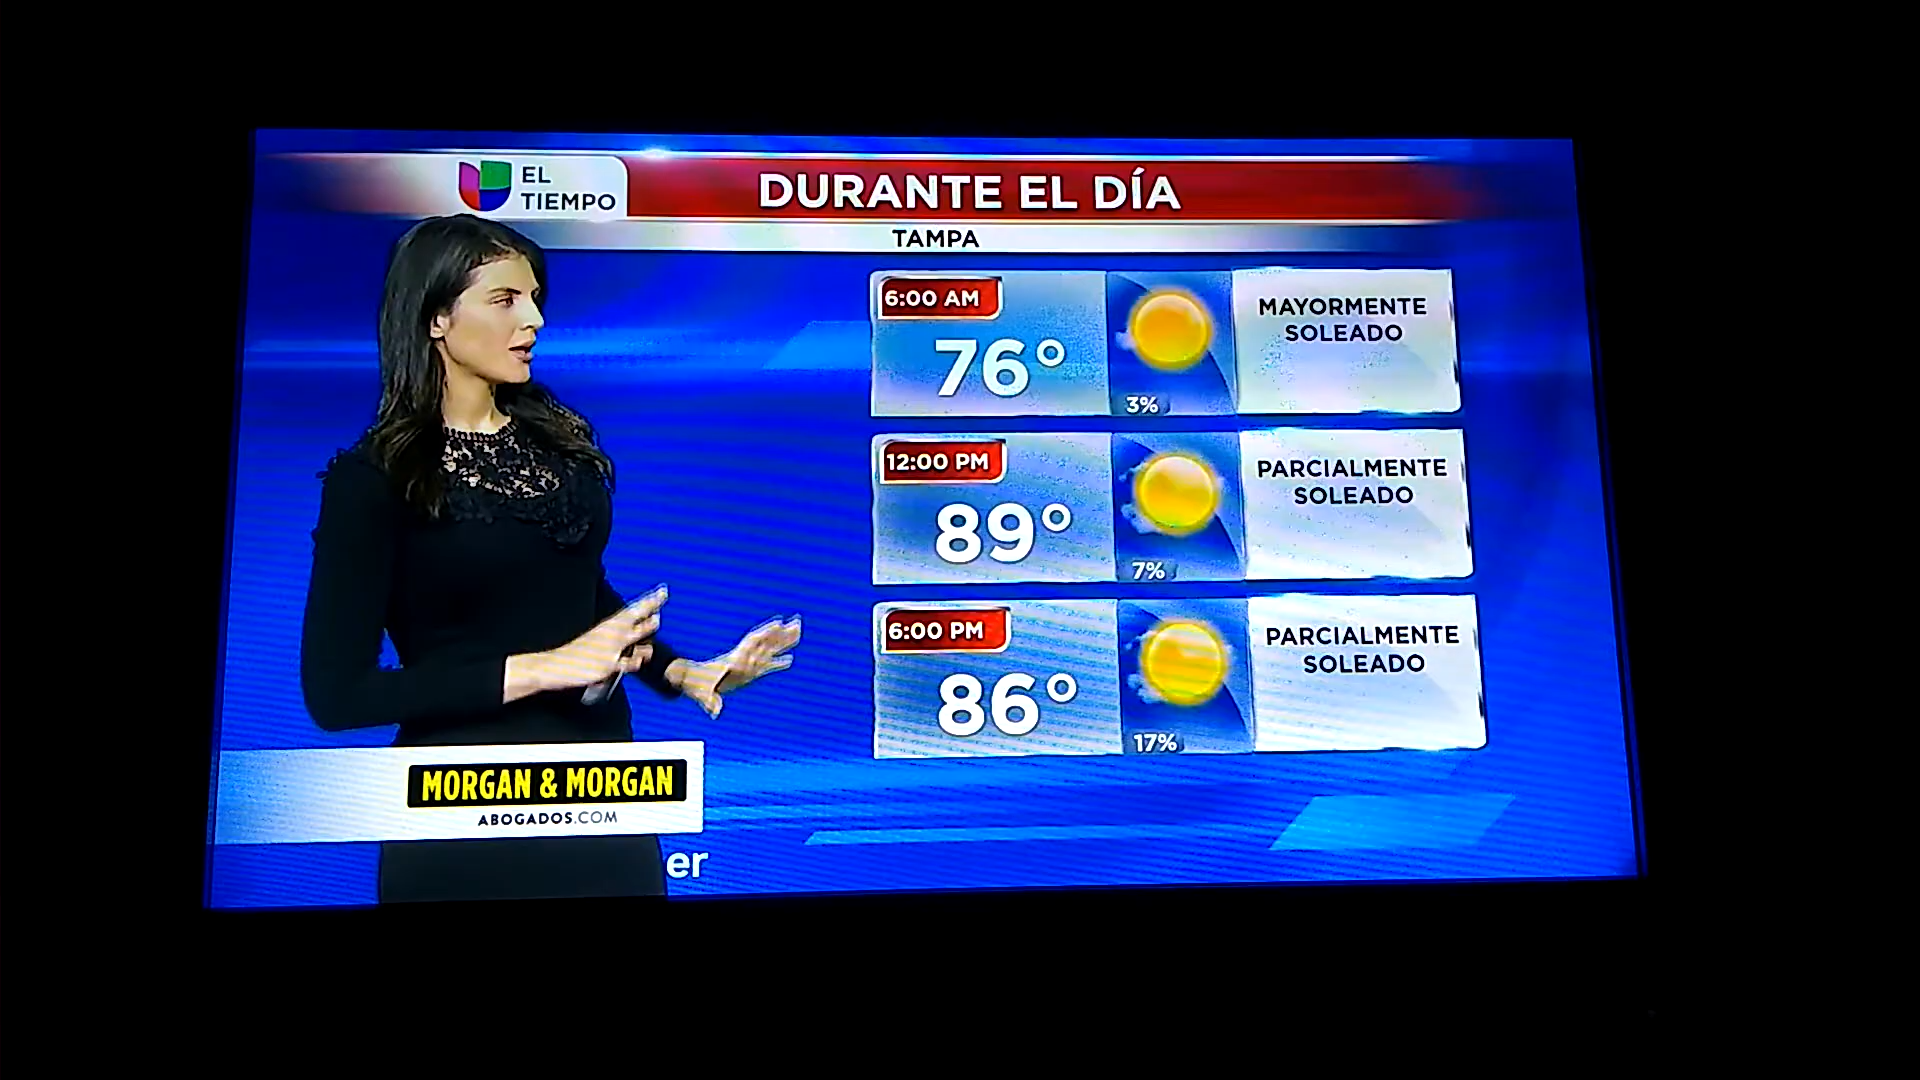 EL
TIEMPO
DURANTE EL DÍA
TAMPA
6:00 AM
76°
3%
MAYORMENTE
SOLEADO
12:00 PM
89°
7%
PARCIALMENTE
SOLEADO
6:00 PM
86°
17%
PARCIALMENTE
SOLEADO
MORGAN & MORGAN
ABOGADOS.COM
er